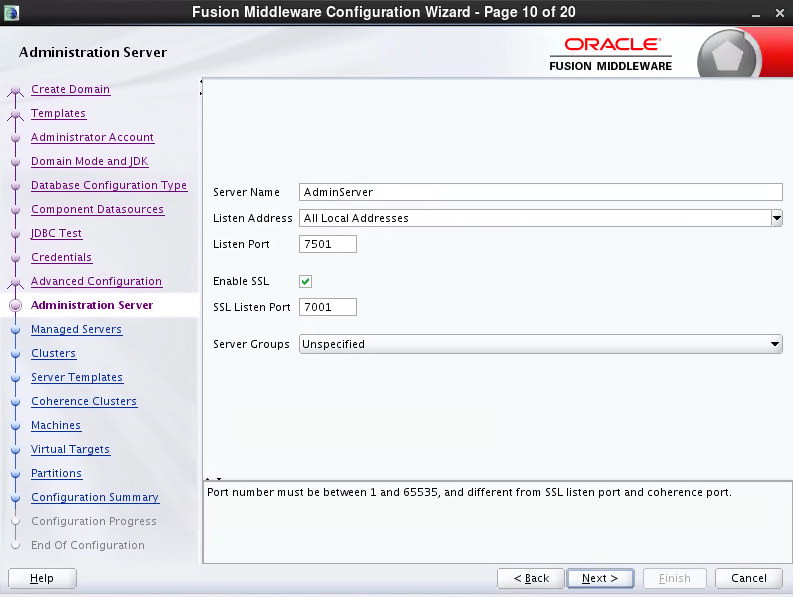 Fusion Middleware Configuration Wizard - Page 10 of 20
Administration Server
ORACLE
FUSION MIDDLEWARE
Create Domain
Templates
Administrator Account
Domain Mode and JDK
Database Configuration Type
Component Datasources
JDBC Test
Credentials
Advanced Configuration
Administration Server
Managed Servers
Clusters
Server Templates
Coherence Clusters
Machines
Virtual Targets
Partitions
Configuration Summary
Configuration Progress
End Of Configuration
Server Name AdminServer
Listen Address All Local Addresses
Listen Port 7501
Enable SSL
SSL Listen Port 7001
Server Groups Unspecified
Port number must be between 1 and 65535, and different from SSL listen port and coherence port.
Help
< Back Next > Finish Cancel